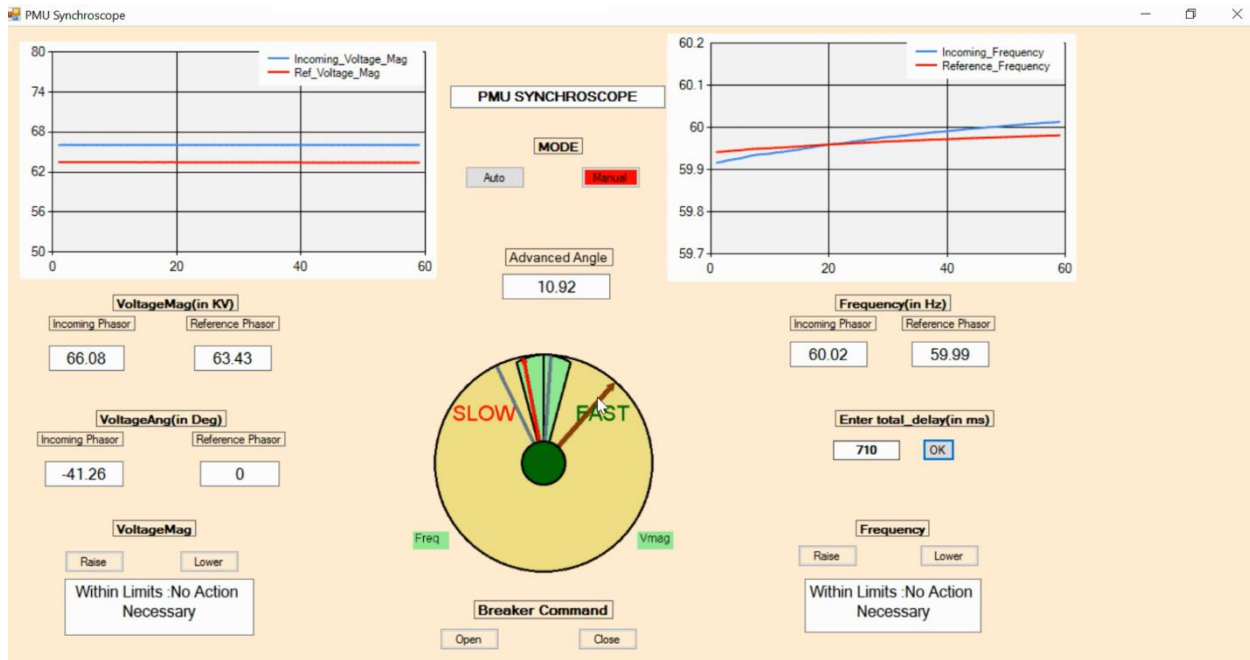 PMU Synchroscope
80
74
68
62
56
50
0
20
40
60
Incoming_Voltage_Mag
Ref_Voltage_Mag
PMU SYNCHROSCOPE
MODE
Auto
Manual
60.2
60.1
60
59.9
59.8
59.7
0
20
40
60
Incoming_Frequency
Reference_Frequency
Advanced Angle
10.92
VoltageMag(in KV)
Incoming Phasor
Reference Phasor
66.08
63.43
Frequency(in Hz)
Incoming Phasor
Reference Phasor
60.02
59.99
SLOW
FAST
VoltageAng(in Deg)
Incoming Phasor
Reference Phasor
-41.26
0
Enter total_delay(in ms)
710
OK
Freq
Vmag
VoltageMag
Raise
Lower
Within Limits :No Action
Necessary
Frequency
Raise
Lower
Within Limits :No Action
Necessary
Breaker Command
Open
Close